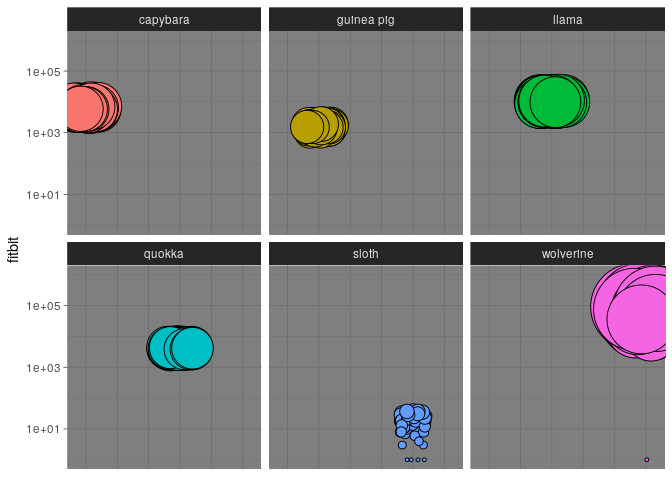 capybara guinea pig llama
1e+05
1e+03
1e+01
fitbit
quokka sloth wolverine
1e+05
1e+03
1e+01